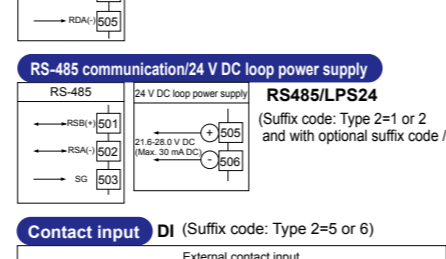 RDA(-) 505
RS-485 communication/24 V DC loop power supply
RS-485
24 V DC loop power supply
RS485/LPS24
(Suffix code: Type 2=1 or 2
and with optional suffix code /
RSB(+) 501
RSA(-) 502
SG 503
21.6-28.0 V DC
(Max. 30 mA DC)
+ 505
- 506
Contact input DI (Suffix code: Type 2=5 or 6)
External contact input